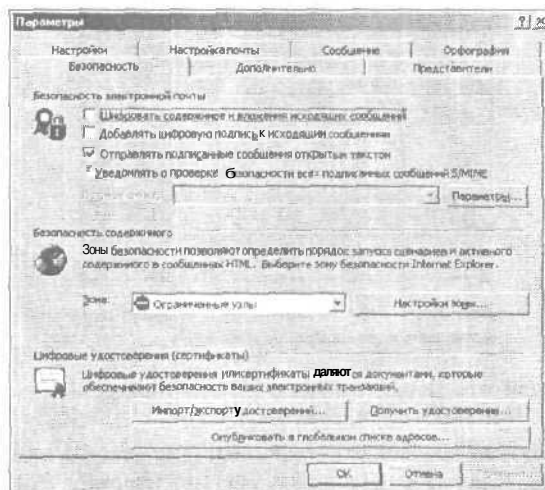 Параметры
Настройки Настройка почты Сообщение Орфография
Безопасность Дополнительно Представители
Безопасность электронной почты
Шифровать содержимое и вложения исходящих сообщений
Добавлять цифровую подпись к исходящим сообщениям
Отправлять подписанные сообщения открытым текстом
Уведомлять о проверке безопасности всех подписанных сообщений S/MIME
Параметры...
Безопасность содержимого
Зоны безопасности позволяют определить порядок запуска сценариев и активного
содержимого в сообщениях HTML. Выберите зону безопасности Internet Explorer.
Зона: Ограниченные узлы Настройки зоны...
Цифровые удостоверения (сертификаты)
Цифровые удостоверения или сертификаты являются документами, которые
обеспечивают безопасность ваших электронных транзакций.
Импорт/экспорт удостоверений... Получить удостоверение...
Опубликовать в глобальном списке адресов...
OK Отмена